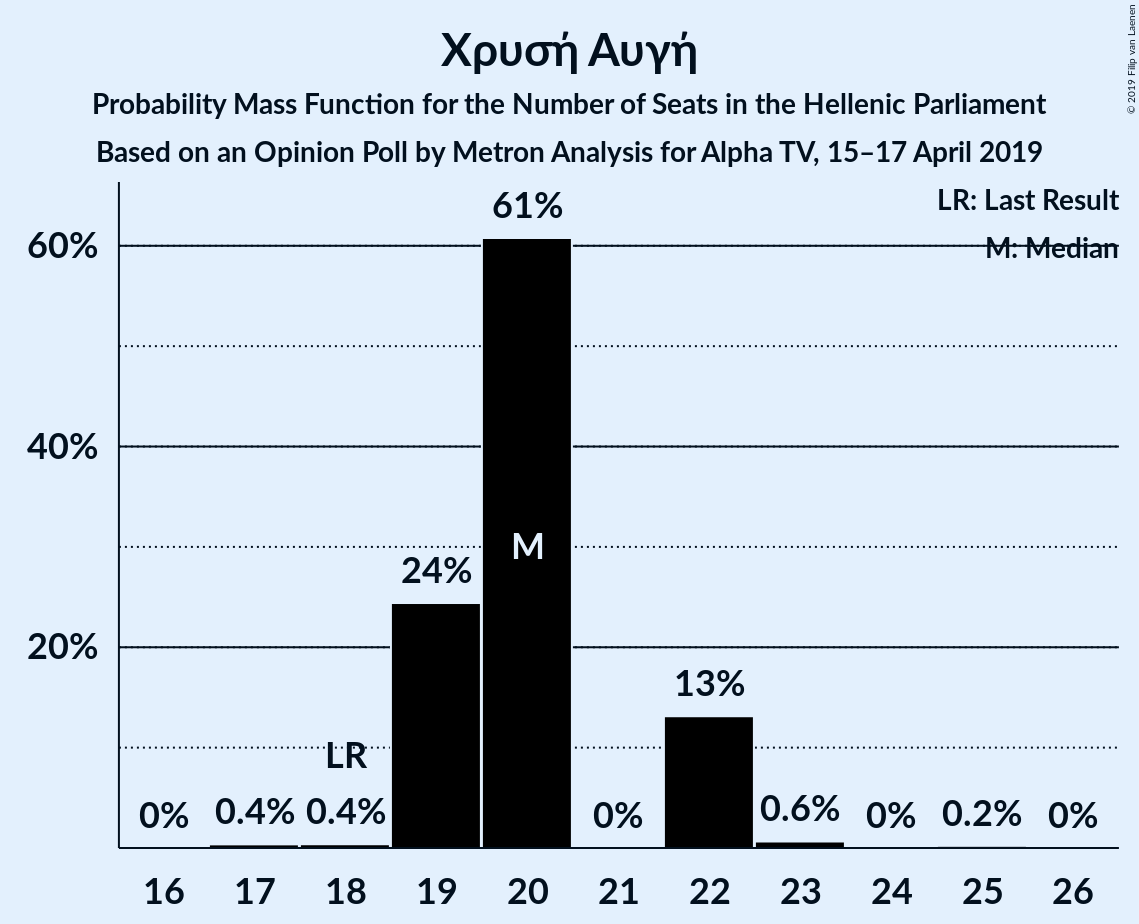 Χρυσή Αυγή
Probability Mass Function for the Number of Seats in the Hellenic Parliament
Based on an Opinion Poll by Metron Analysis for Alpha TV, 15–17 April 2019
© 2019 Filip van Laenen
LR: Last Result
M: Median
60%
40%
20%
0%
0.4%
LR
0.4%
24%
61%
M
0%
13%
0.6%
0%
0.2%
0%
16 17 18 19 20 21 22 23 24 25 26